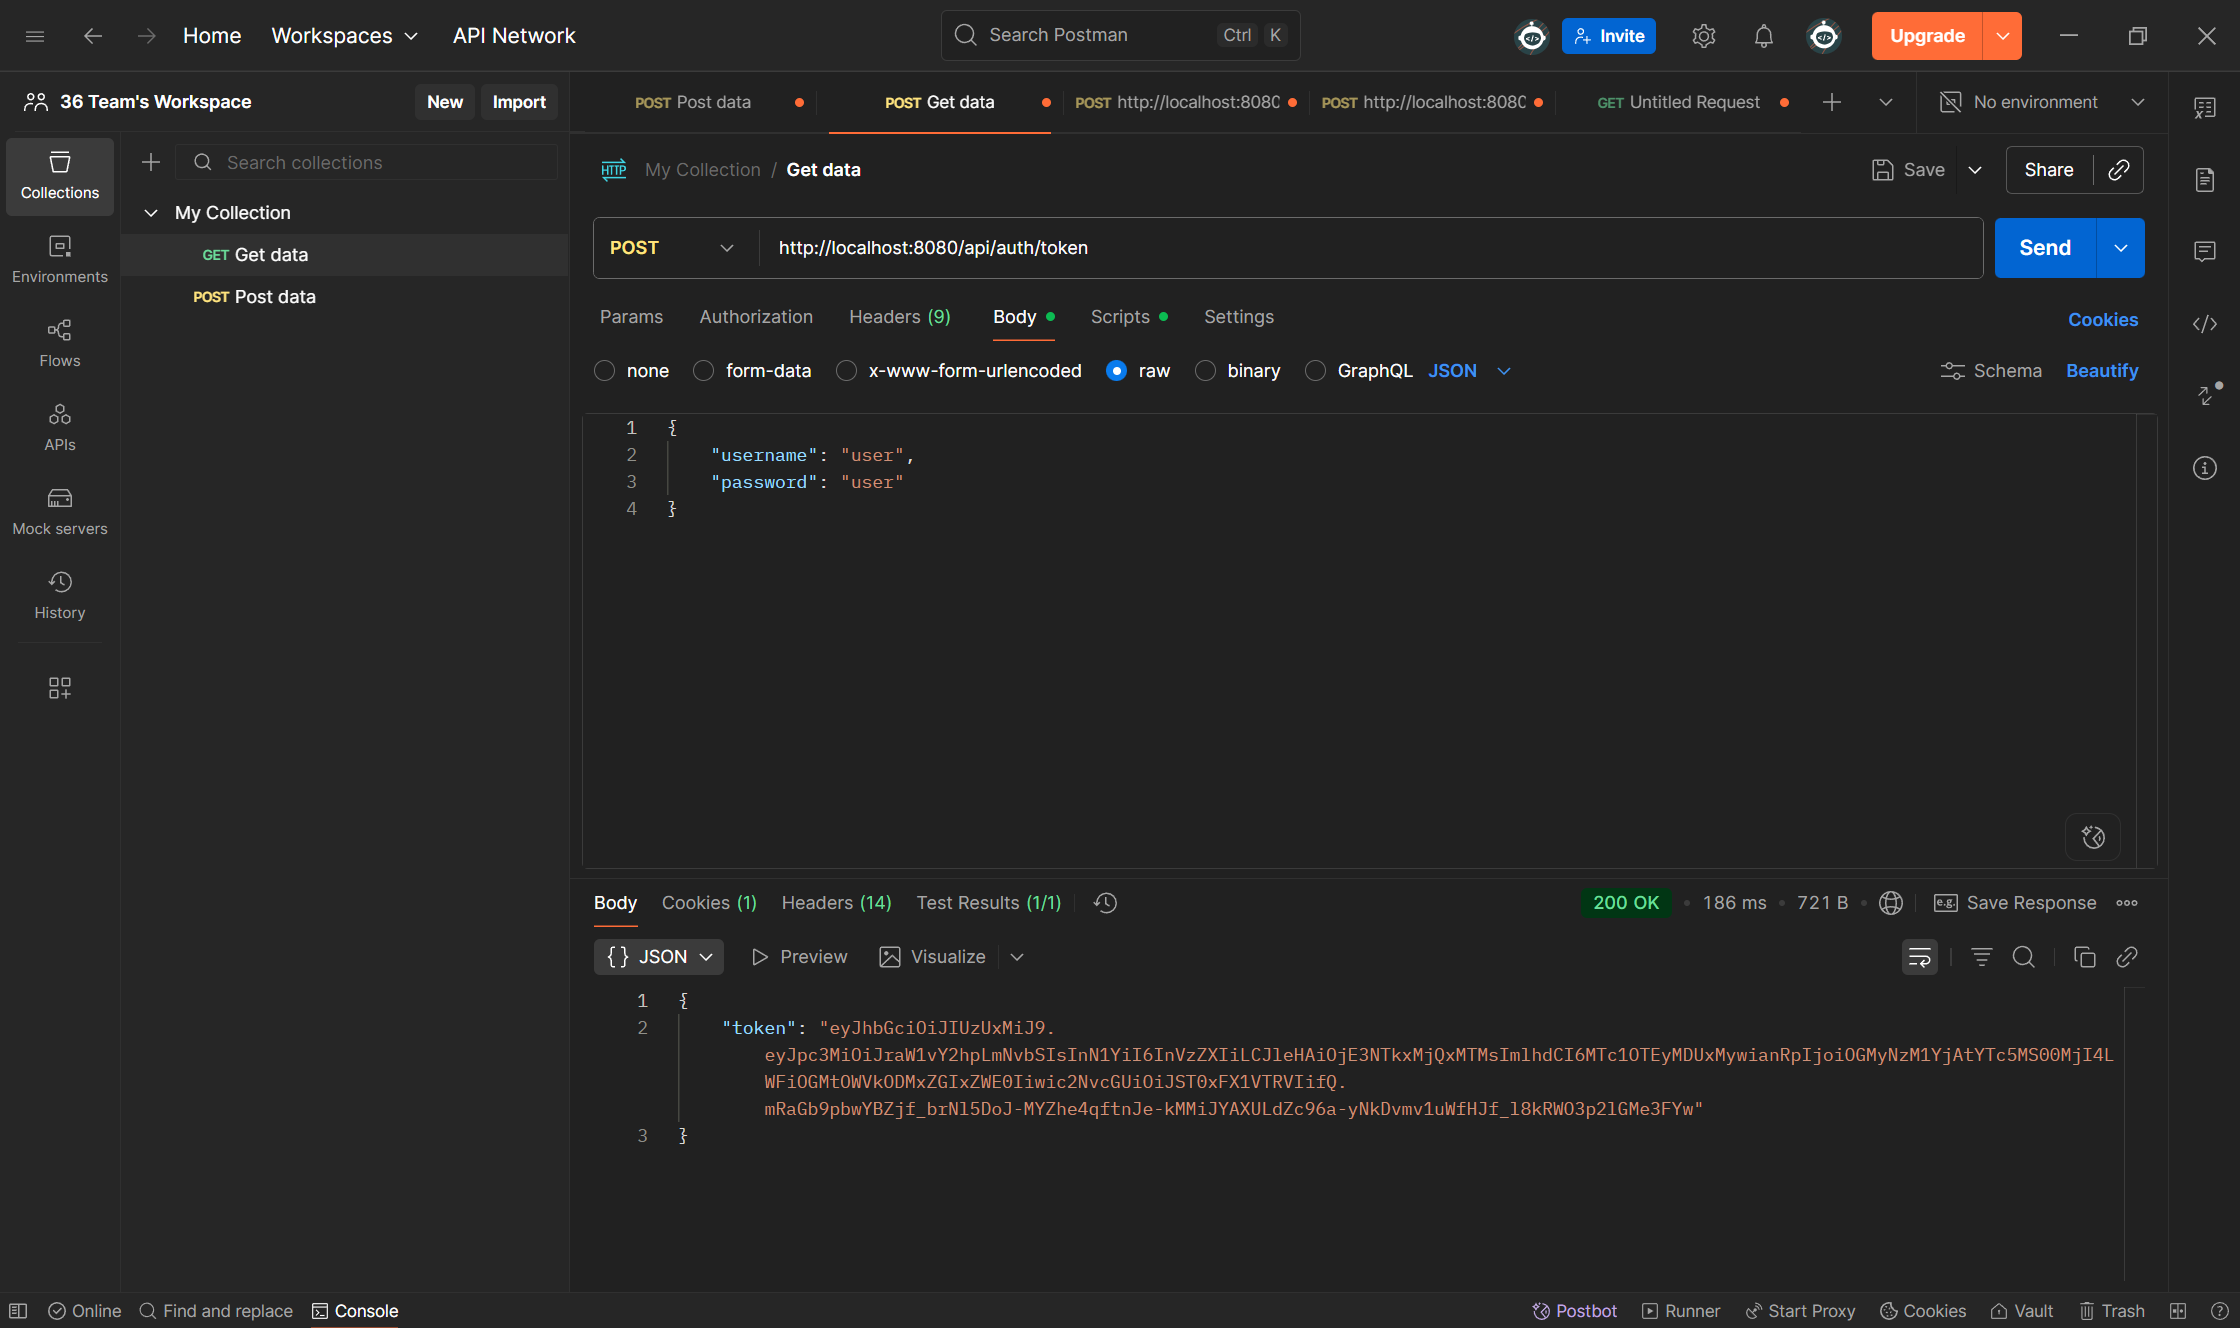 Home
Workspaces
API Network
Search Postman
Ctrl
K
Invite
Upgrade
36 Team's Workspace
New
Import
POST Post data
POST Get data
POST http://localhost:8080
POST http://localhost:8080
GET Untitled Request
No environment
Collections
Environments
Flows
APIs
Mock servers
History
Search collections
My Collection
GET Get data
POST Post data
HTTP
My Collection / Get data
Save
Share
POST
http://localhost:8080/api/auth/token
Send
Params
Authorization
Headers (9)
Body
Scripts
Settings
Cookies
none
form-data
x-www-form-urlencoded
raw
binary
GraphQL
JSON
Schema
Beautify
1 {
2 "username": "user",
3 "password": "user"
4 }
Body
Cookies (1)
Headers (14)
Test Results (1/1)
200 OK
186 ms
721 B
e.g.
Save Response
{} JSON
Preview
Visualize
1 {
2 "token": "eyJhbGciOiJIUzUxMiJ9.
eyJpc3MiOiJraW1vY2hpLmNvbSIsInN1YiI6InVzZXIiLCJleHAiOjE3NTkxMjQxMTMsImlhdCI6MTc1OTEyMDUxMywianRpIjoiOGMyNzM1YjAtYTc5MS00MjI4L
WFiOGMtOWVkODMxZGIxZWE0Iiwic2NvcGUiOiJST0xFX1VTRVIifQ.
mRaGb9pbwYBZjf_brNl5DoJ-MYZhe4qftnJe-kMMiJYAXULdZc96a-yNkDvmv1uWfHJf_l8kRWO3p2lGMe3FYw"
3 }
Online
Find and replace
Console
Postbot
Runner
Start Proxy
Cookies
Vault
Trash